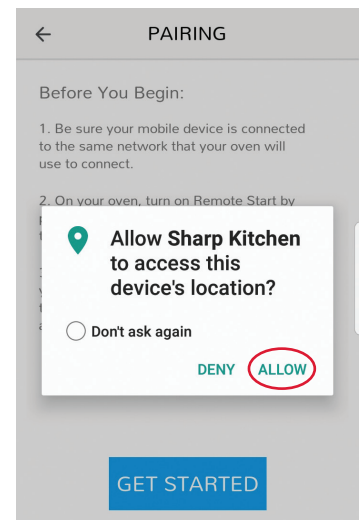 PAIRING
Before You Begin:
1. Be sure your mobile device is connected
to the same network that your oven will
use to connect.
2. On your oven, turn on Remote Start by
Allow Sharp Kitchen
to access this
device's location?
Don't ask again
DENY ALLOW
GET STARTED